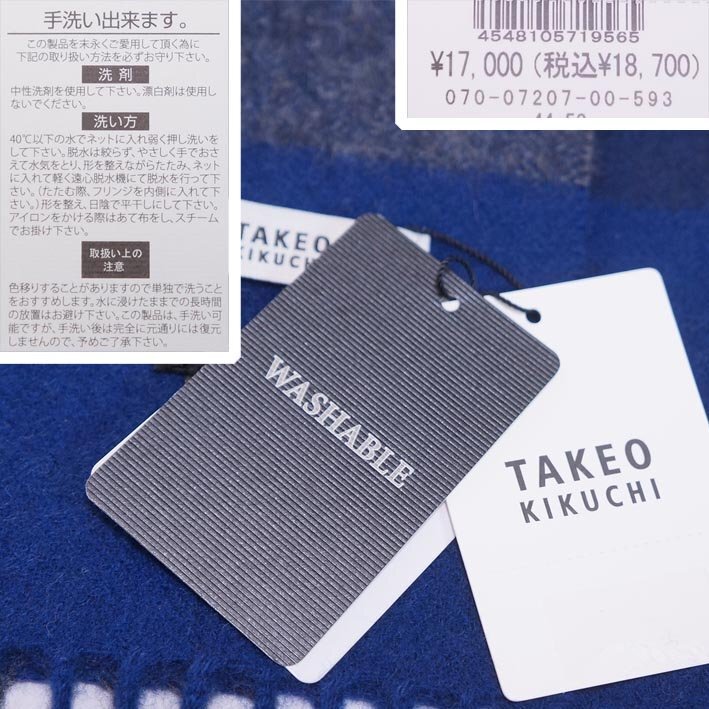 手洗い出来ます。
この製品を末永くご愛用して頂く為に
下記の取り扱い方法を必ずお守り下さい。
洗剤
中性洗剤を使用して下さい。漂白剤は使用し
ないでください。
洗い方
40℃以下の水でネットに入れ弱く押し洗いを
して下さい。脱水は絞らず、やさしく手でおさ
えて水気をとり、形を整えながらたたみ、ネット
に入れて軽く遠心脱水機にて脱水を行って下さ
い。(たたむ際、フリンジを内側に入れて下
さい。)形を整え、日陰で平干しにして下さい。
アイロンをかける際はあて布をし、スチーム
でお掛け下さい。
取扱い上の
注意
色移りすることがありますので単独で洗うこと
をおすすめします。水に浸けたままでの長時間
の放置はお避け下さい。この製品は、手洗い可
能ですが、手洗い後は完全に元通りには復元
しませんので、予めご了承下さい。
4548105719565
¥17,000(税込¥18,700)
070-07207-00-593
TAKEO
KIKUCHI
WASHABLE
TAKEO
KIKUCHI